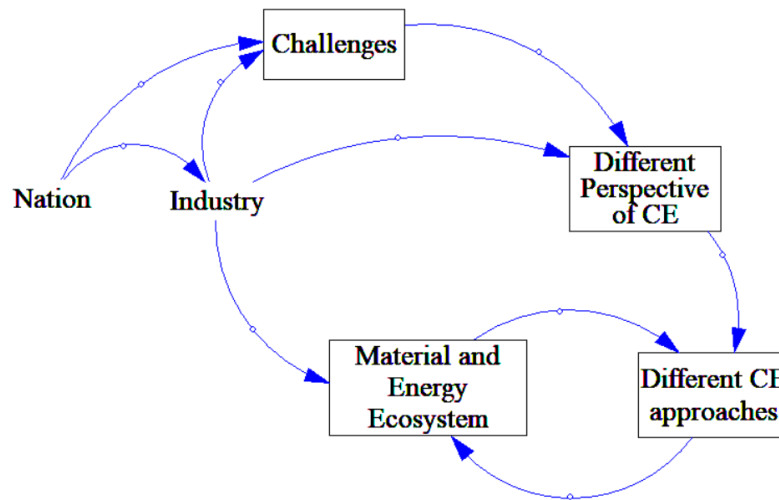 Challenges
Nation
Industry
Different
Perspective
of CE
Material and
Energy
Ecosystem
Different CE
approaches